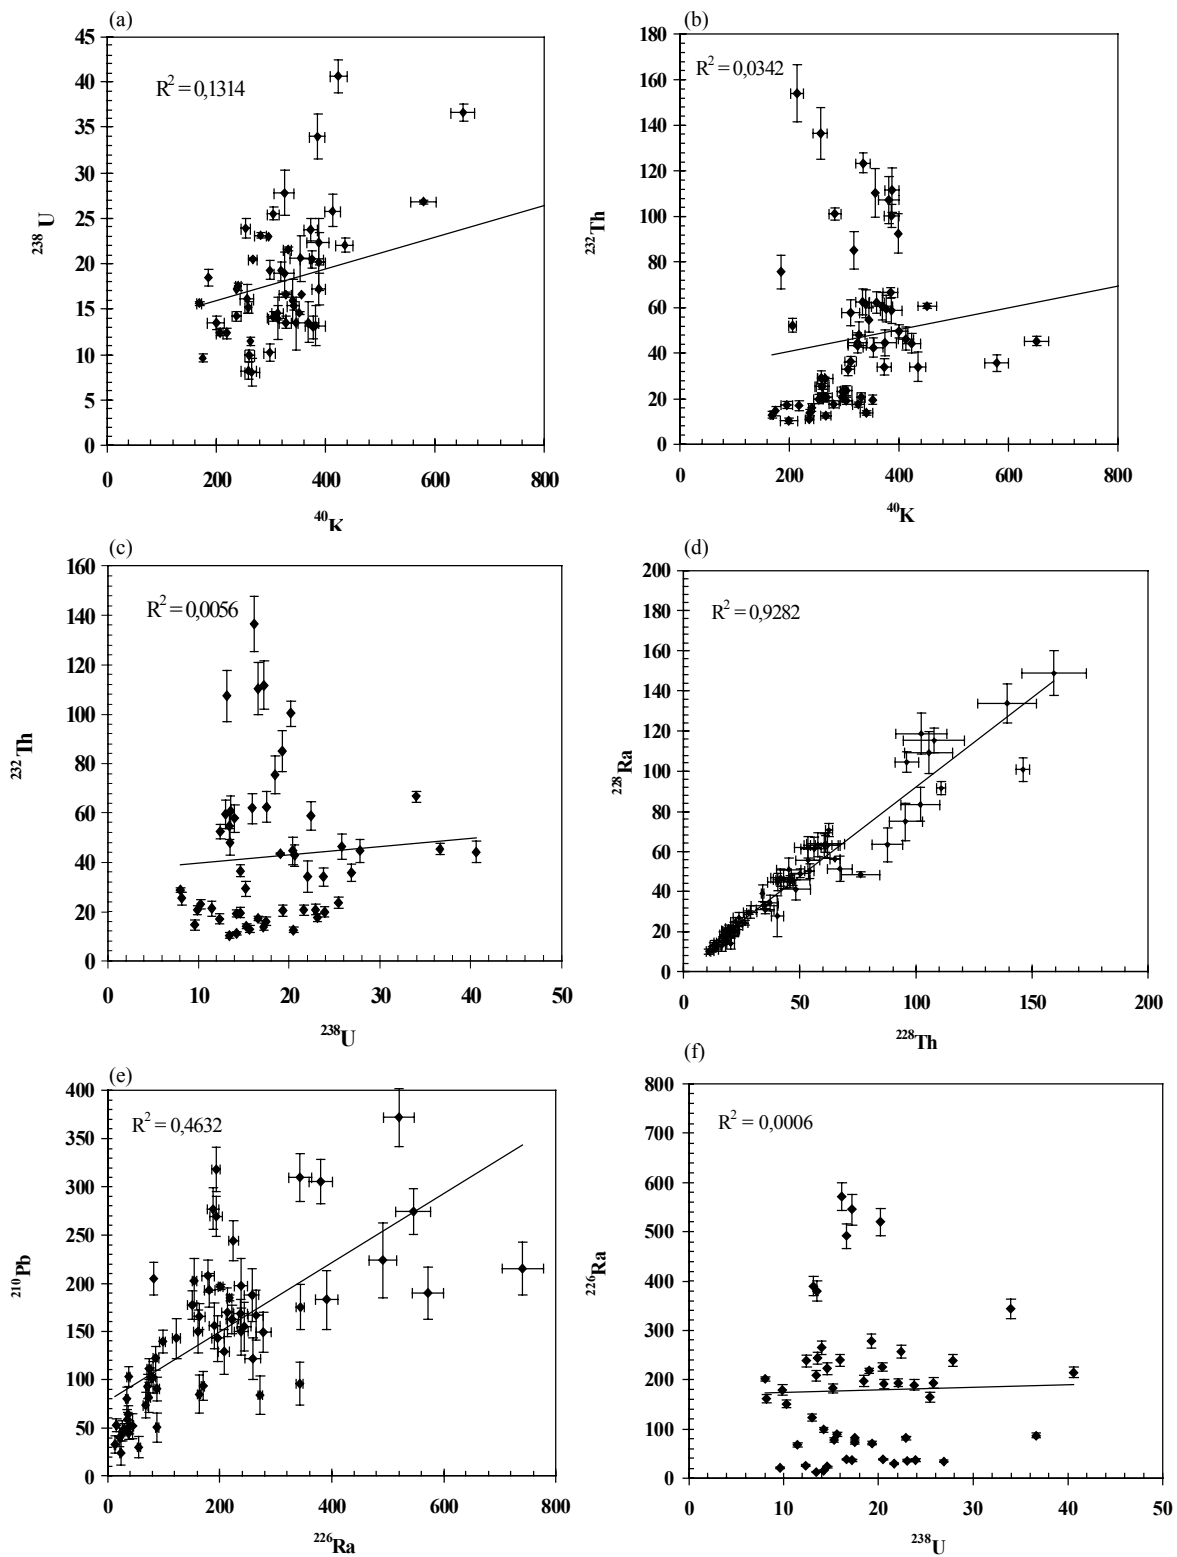 (a)
45
40
35
30
25
20
15
10
5
0
R² = 0,1314
²³⁸U
200 400 600 800
⁴⁰K
(b)
180
160
140
120
100
80
60
40
20
0
R² = 0,0342
²³²Th
0 200 400 600 800
⁴⁰K
(c)
160
140
120
100
80
60
40
20
0
R² = 0,0056
²³²Th
10 20 30 40 50
²³⁸U
(d)
200
180
160
140
120
100
80
60
40
20
0
R² = 0,9282
²²⁸Ra
0 50 100 150 200
²²⁸Th
(e)
400
350
300
250
200
150
100
50
0
R² = 0,4632
²¹⁰Pb
0 200 400 600 800
²²⁶Ra
(f)
800
700
600
500
400
300
200
100
0
R² = 0,0006
²²⁶Ra
10 20 30 40 50
²³⁸U